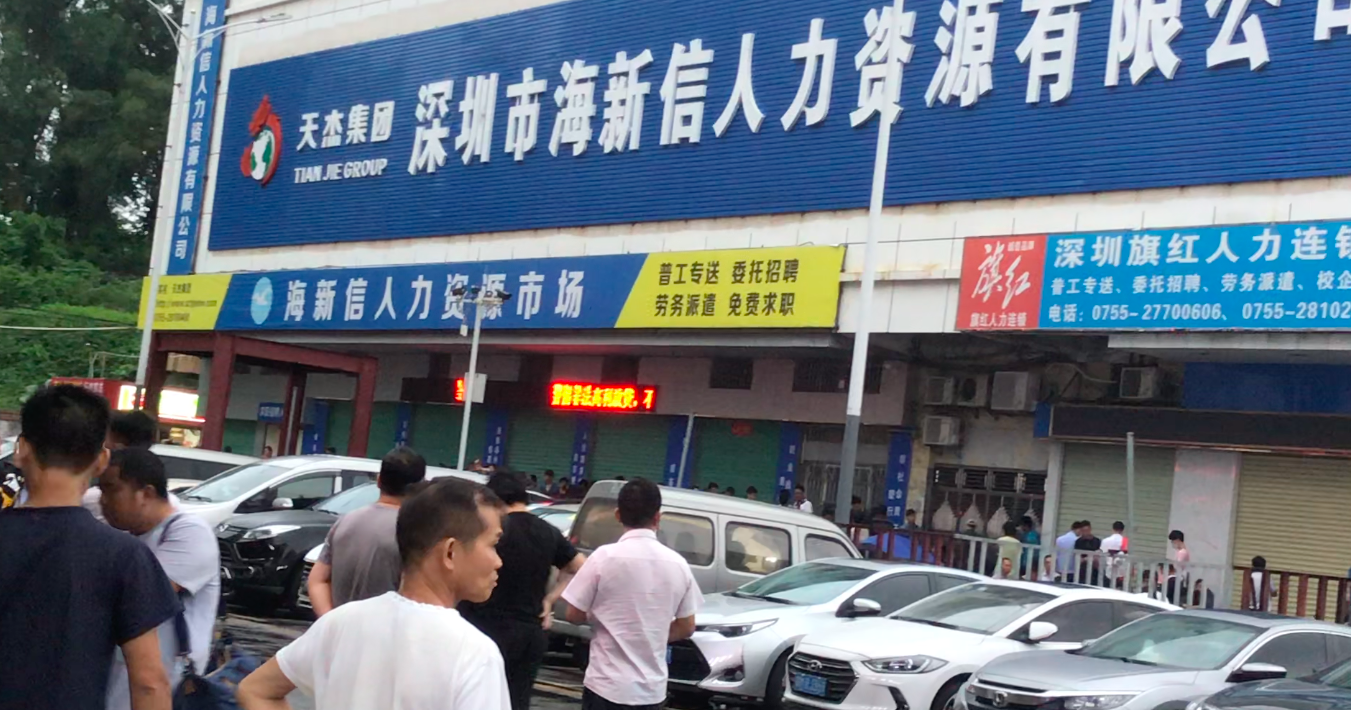 天杰集团
TIAN JIE GROUP
深圳市海新信人力资源有限公司
信人力资源有限公司
海新信人力资源市场
普工专送 委托招聘
劳务派遣 免费求职
旗红
旗红人力连锁
深圳旗红人力连锁
普工专送、委托招聘、劳务派遣、校企
电话：0755-27700606、0755-28102